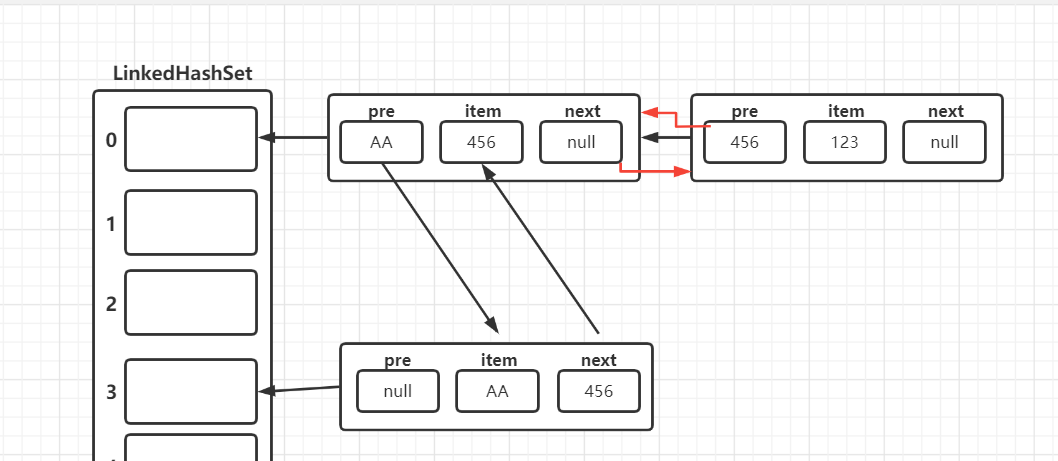 LinkedHashSet
pre item next
0 AA 456 null
pre item next
456 123 null
1
2
pre item next
3 null AA 456